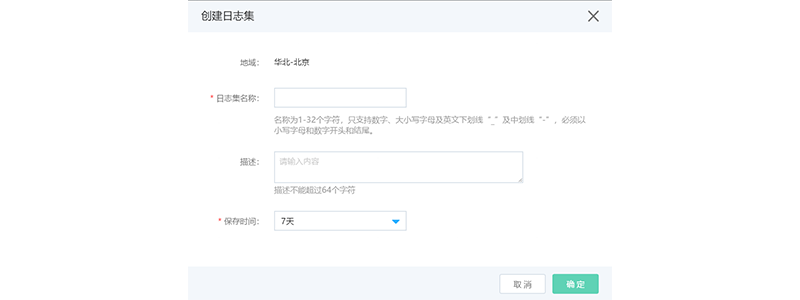 创建日志集
地域： 华北-北京
* 日志集名称：
名称为1-32个字符，只支持数字、大小写字母及英文下划线“_”及中划线“-”，必须以
小写字母和数字开头和结尾。
描述： 请输入内容
描述不能超过64个字符
* 保存时间： 7天
取消 确定